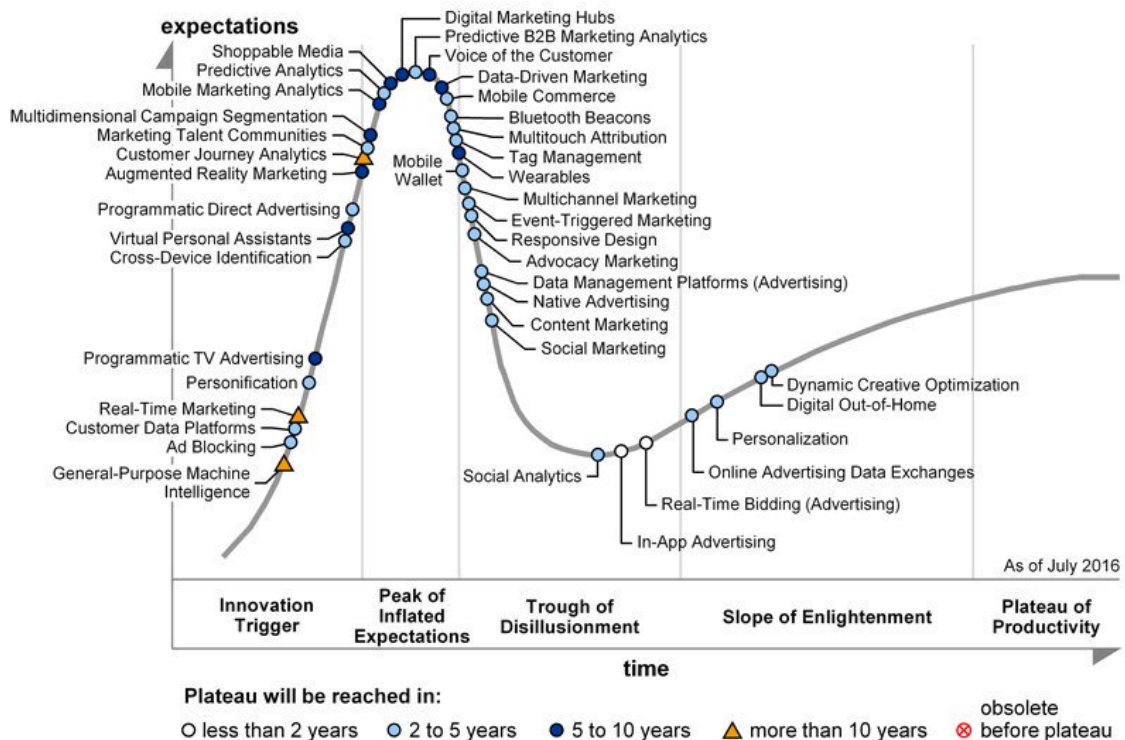 expectations
Digital Marketing Hubs
Predictive B2B Marketing Analytics
Shoppable Media
Voice of the Customer
Predictive Analytics
Data-Driven Marketing
Mobile Marketing Analytics
Mobile Commerce
Multidimensional Campaign Segmentation
Bluetooth Beacons
Marketing Talent Communities
Multitouch Attribution
Customer Journey Analytics
Tag Management
Mobile
Wallet
Augmented Reality Marketing
Wearables
Multichannel Marketing
Programmatic Direct Advertising
Event-Triggered Marketing
Virtual Personal Assistants
Responsive Design
Cross-Device Identification
Advocacy Marketing
Data Management Platforms (Advertising)
Native Advertising
Content Marketing
Social Marketing
Programmatic TV Advertising
Personification
Dynamic Creative Optimization
Digital Out-of-Home
Real-Time Marketing
Customer Data Platforms
Ad Blocking
Personalization
General-Purpose Machine
Intelligence
Social Analytics
Online Advertising Data Exchanges
Real-Time Bidding (Advertising)
In-App Advertising
As of July 2016
Innovation
Trigger
Peak of
Inflated
Expectations
Trough of
Disillusionment
Slope of Enlightenment
Plateau of
Productivity
time
Plateau will be reached in:
less than 2 years
2 to 5 years
5 to 10 years
more than 10 years
obsolete
before plateau